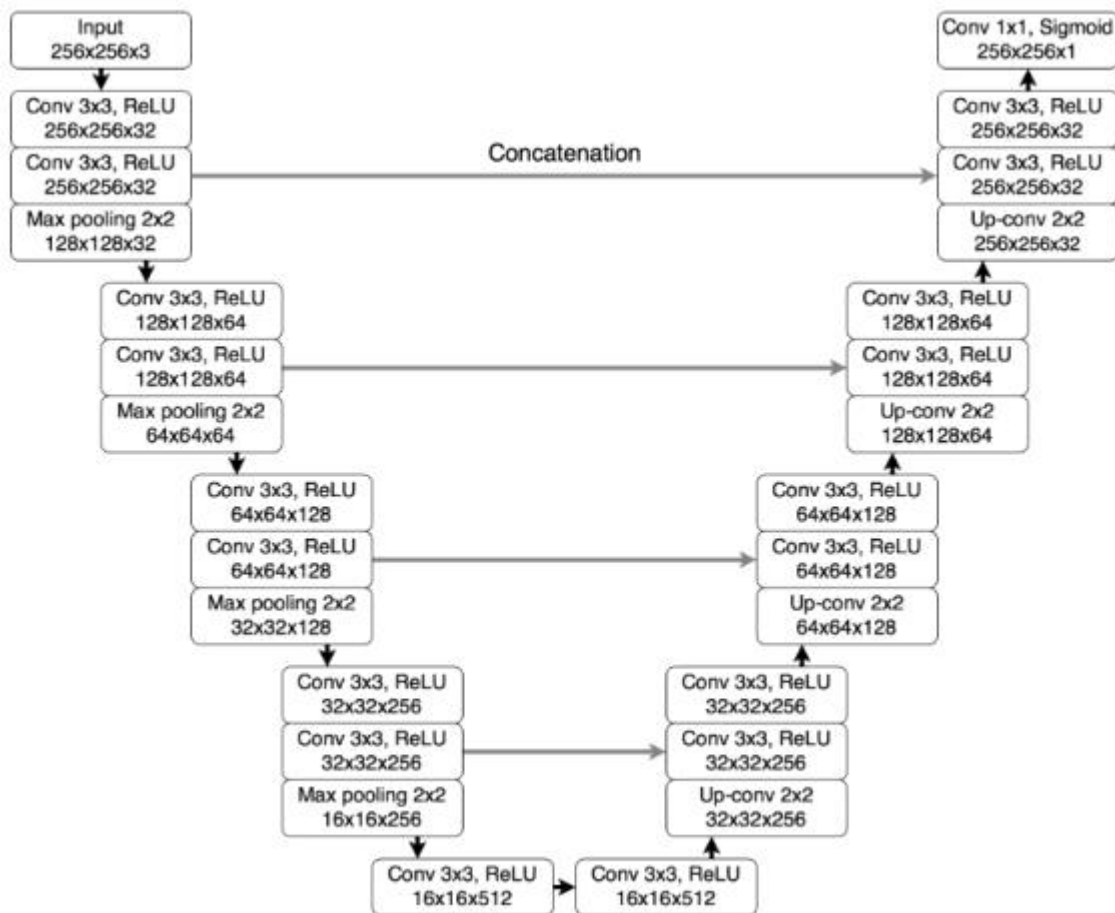 Input
256x256x3
Conv 3x3, ReLU
256x256x32
Conv 3x3, ReLU
256x256x32
Max pooling 2x2
128x128x32
Conv 3x3, ReLU
128x128x64
Conv 3x3, ReLU
128x128x64
Max pooling 2x2
64x64x64
Conv 3x3, ReLU
64x64x128
Conv 3x3, ReLU
64x64x128
Max pooling 2x2
32x32x128
Conv 3x3, ReLU
32x32x256
Conv 3x3, ReLU
32x32x256
Max pooling 2x2
16x16x256
Conv 3x3, ReLU
16x16x512
Conv 3x3, ReLU
16x16x512
Concatenation
Conv 1x1, Sigmoid
256x256x1
Conv 3x3, ReLU
256x256x32
Conv 3x3, ReLU
256x256x32
Up-conv 2x2
256x256x32
Conv 3x3, ReLU
128x128x64
Conv 3x3, ReLU
128x128x64
Up-conv 2x2
128x128x64
Conv 3x3, ReLU
64x64x128
Conv 3x3, ReLU
64x64x128
Up-conv 2x2
64x64x128
Conv 3x3, ReLU
32x32x256
Conv 3x3, ReLU
32x32x256
Up-conv 2x2
32x32x256